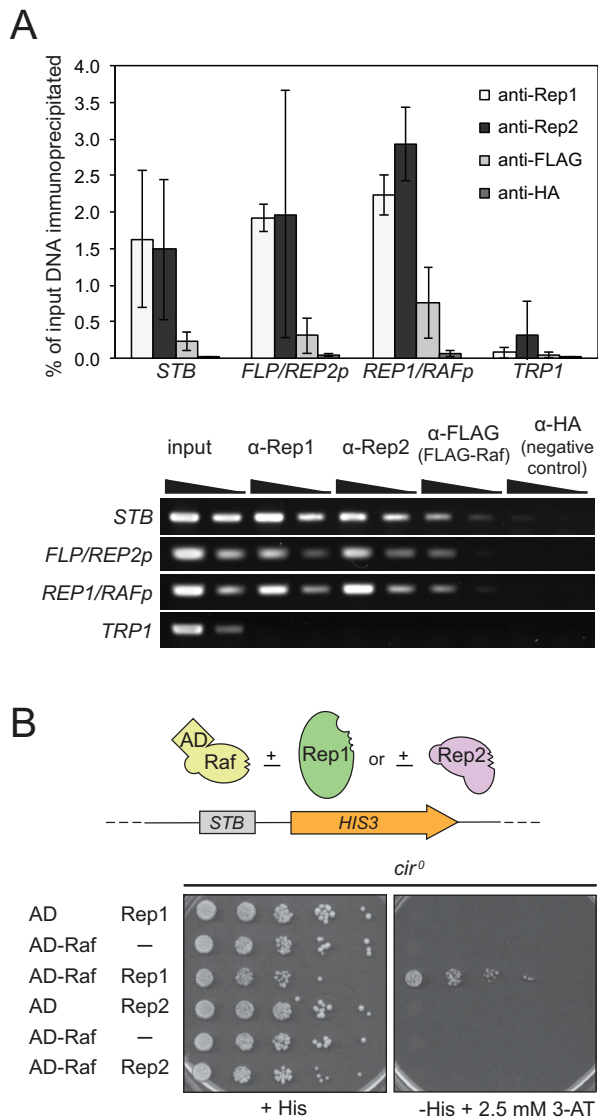 A
% of input DNA immunoprecipitated
4.0
3.5
3.0
2.5
2.0
1.5
1.0
0.5
0.0
anti-Rep1
anti-Rep2
anti-FLAG
anti-HA
STB FLP/REP2p REP1/RAFp TRP1
input α-Rep1 α-Rep2 α-FLAG (FLAG-Raf) α-HA (negative control)
STB
FLP/REP2p
REP1/RAFp
TRP1
B
AD Raf ± Rep1 or ± Rep2
STB HIS3
cir⁰
AD Rep1
AD-Raf –
AD-Raf Rep1
AD Rep2
AD-Raf –
AD-Raf Rep2
+ His -His + 2.5 mM 3-AT